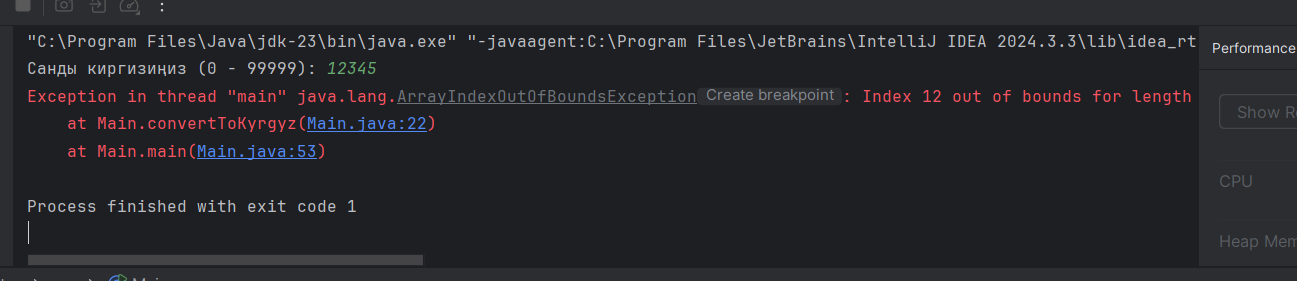 "C:\Program Files\Java\jdk-23\bin\java.exe" "-javaagent:C:\Program Files\JetBrains\IntelliJ IDEA 2024.3.3\lib\idea_rt
Санды киргизиңиз (0 - 99999): 12345
Exception in thread "main" java.lang.ArrayIndexOutOfBoundsException Create breakpoint : Index 12 out of bounds for length
at Main.convertToKyrgyz(Main.java:22)
at Main.main(Main.java:53)
Process finished with exit code 1
Performance
Show Re
CPU
Heap Mem